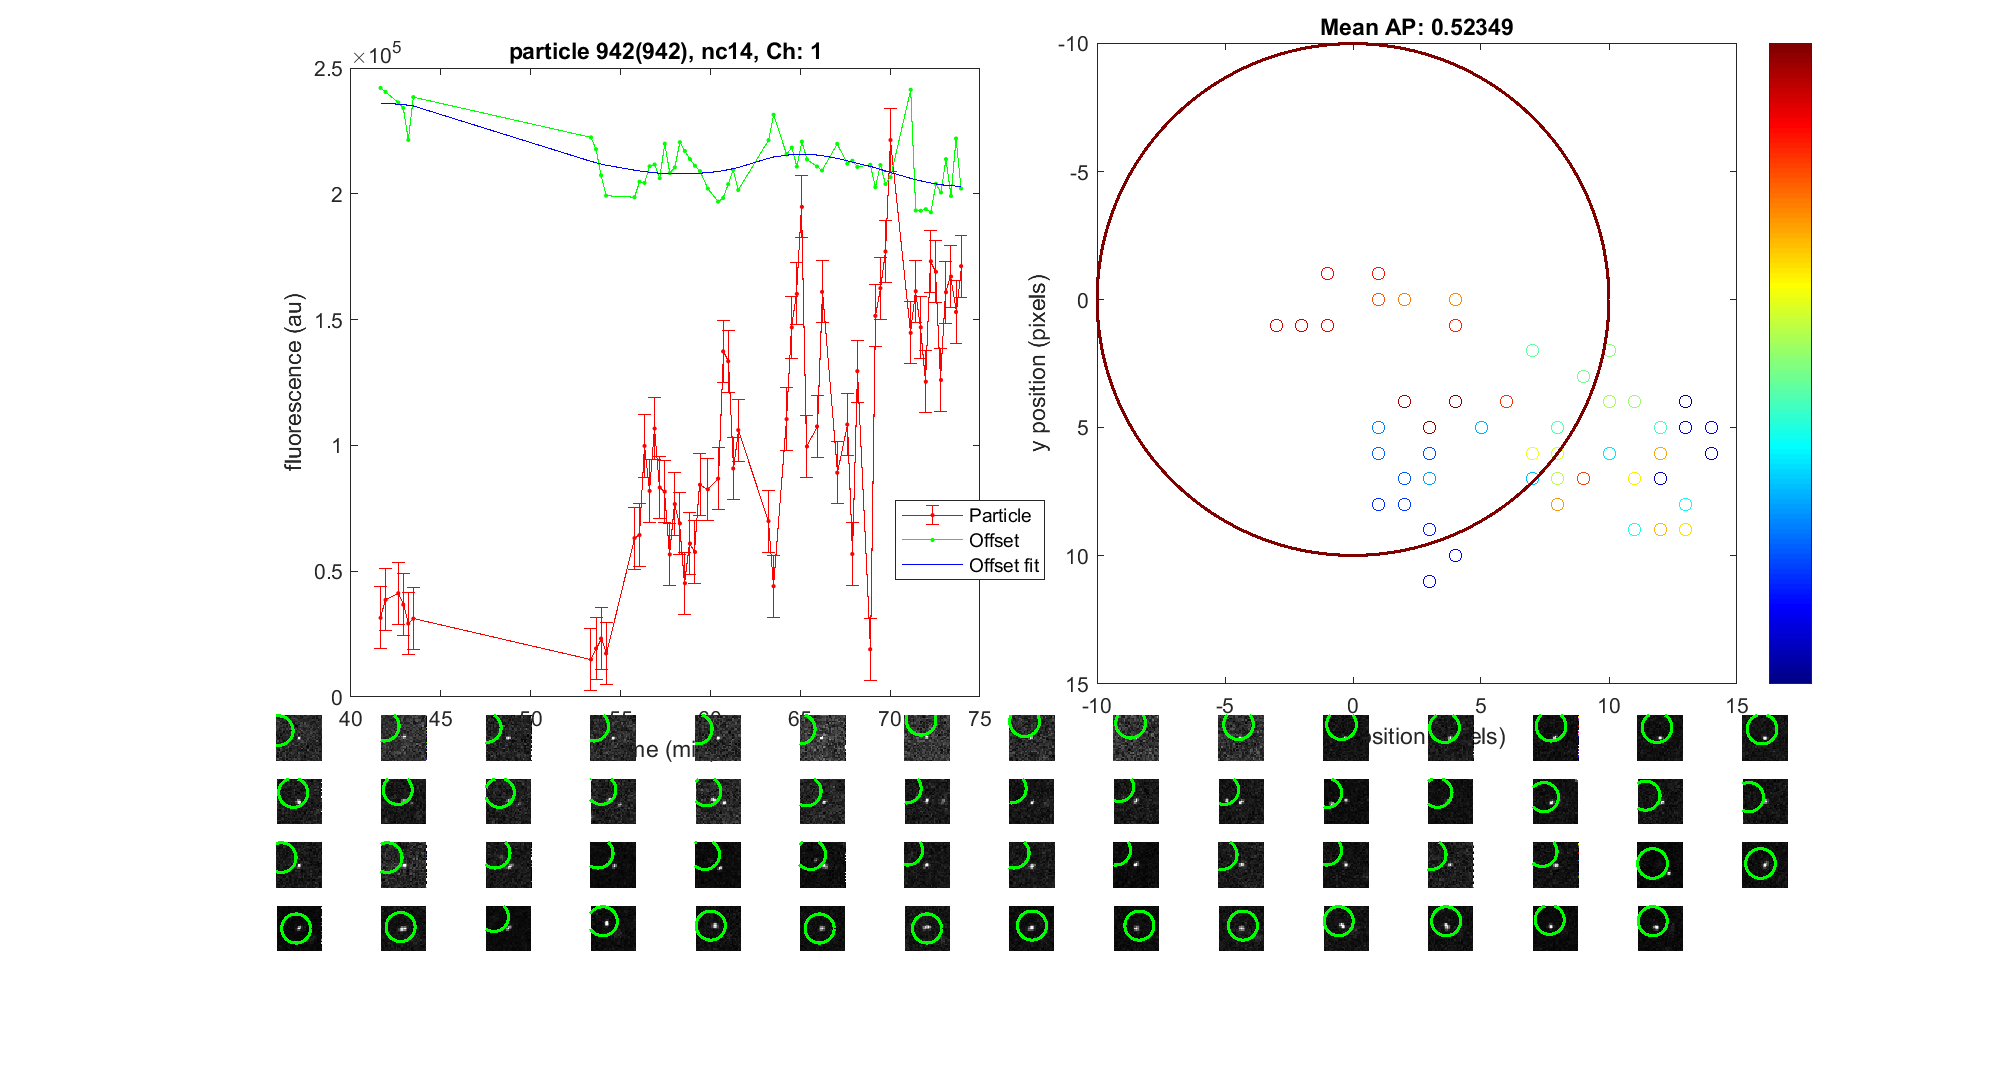 particle 942(942), nc14, Ch: 1
×10^5
2.5
2
1.5
1
0.5
0
fluorescence (au)
40 45 50 55 60 65 70 75
Particle
Offset
Offset fit
Mean AP: 0.52349
-10
-5
0
5
10
15
y position (pixels)
-10 -5 0 5 10 15